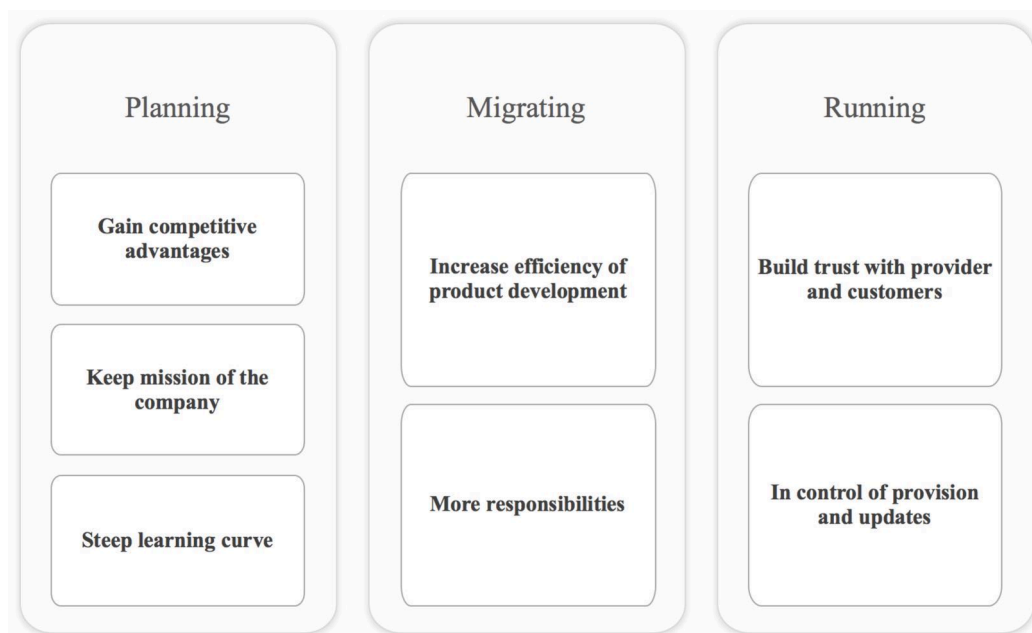 Planning
Gain competitive
advantages
Keep mission of the
company
Steep learning curve
Migrating
Increase efficiency of
product development
More responsibilities
Running
Build trust with provider
and customers
In control of provision
and updates